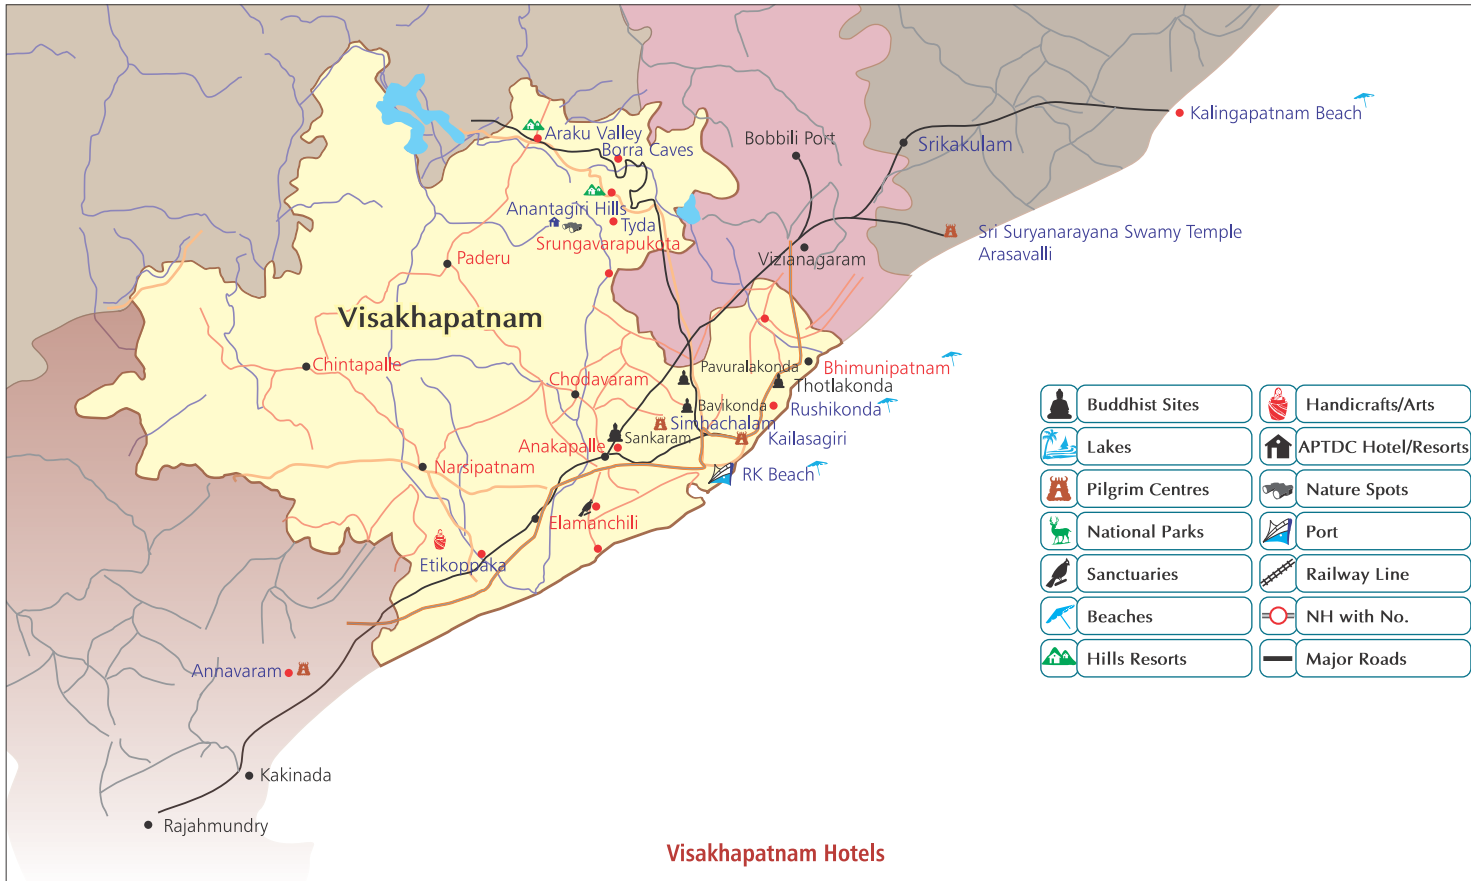 Kalingapatnam Beach
Araku Valley
Borra Caves
Bobbili Port
Srikakulam
Anantagiri Hills
Tyda
Srungavarapukota
Sri Suryanarayana Swamy Temple
Arasavalli
Paderu
Vizianagaram
Visakhapatnam
Chintapalle
Pavuralakonda
Bhimunipatnam
Chodavaram
Thotlakonda
Bavikonda
Rushikonda
Simhachalam
Sankaram
Kailasagiri
Anakapalle
Narsipatnam
RK Beach
Elamanchili
Etikoppaka
Annavaram
Kakinada
Rajahmundry
Buddhist Sites
Lakes
Pilgrim Centres
National Parks
Sanctuaries
Beaches
Hills Resorts
Handicrafts/Arts
APTDC Hotel/Resorts
Nature Spots
Port
Railway Line
NH with No.
Major Roads
Visakhapatnam Hotels